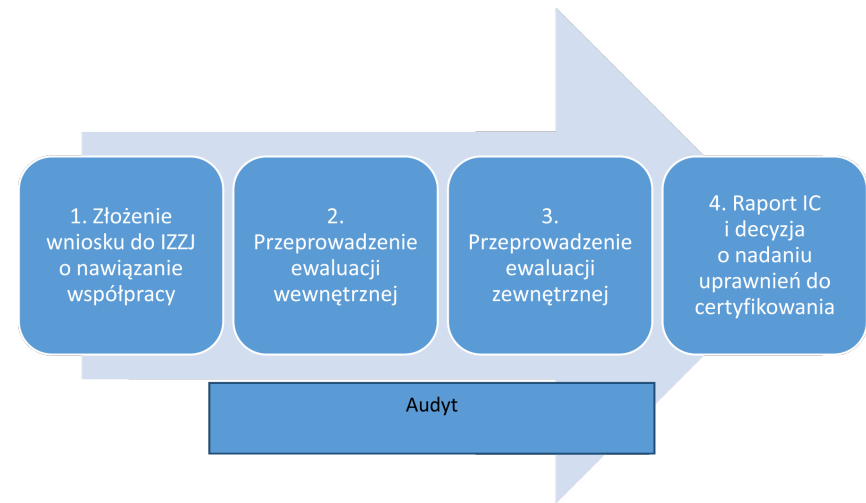 1. Złożenie
wniosku do IZZJ
o nawiązanie
współpracy
2.
Przeprowadzenie
ewaluacji
wewnętrznej
3.
Przeprowadzenie
ewaluacji
zewnętrznej
4. Raport IC
i decyzja
o nadaniu
uprawnień do
certyfikowania
Audyt